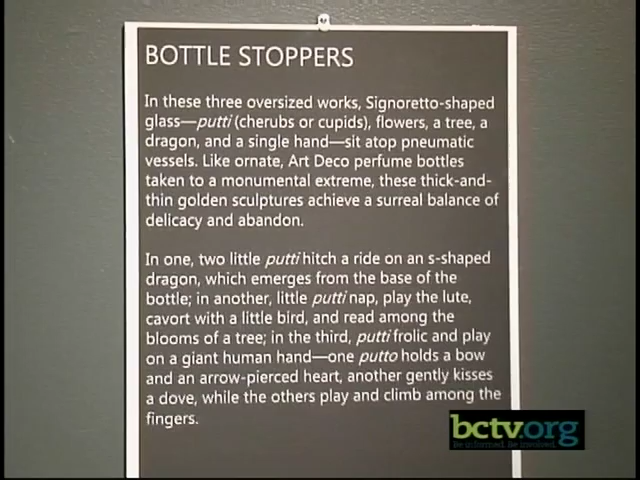 BOTTLE STOPPERS
In these three oversized works, Signoretto-shaped
glass—putti (cherubs or cupids), flowers, a tree, a
dragon, and a single hand—sit atop pneumatic
vessels. Like ornate, Art Deco perfume bottles
taken to a monumental extreme, these thick-and-
thin golden sculptures achieve a surreal balance of
delicacy and abandon.
In one, two little putti hitch a ride on an s-shaped
dragon, which emerges from the base of the
bottle; in another, little putti nap, play the lute,
cavort with a little bird, and read among the
blooms of a tree; in the third, putti frolic and play
on a giant human hand—one putto holds a bow
and an arrow-pierced heart, another gently kisses
a dove, while the others play and climb among the
fingers.
bctv.org
Be informed. Be involved.